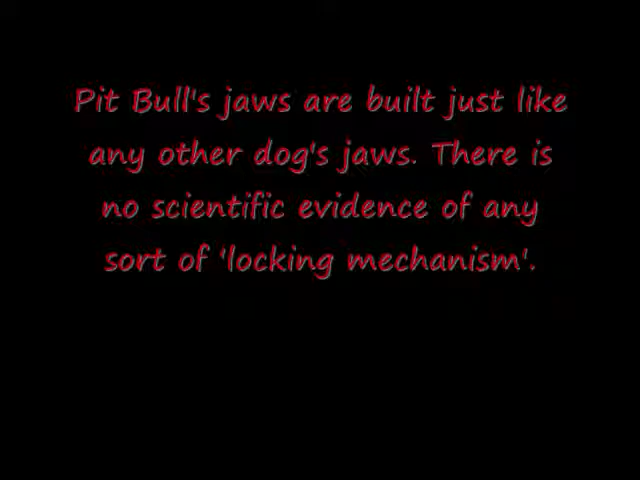 Pit Bull's jaws are built just like
any other dog's jaws. There is
no scientific evidence of any
sort of 'locking mechanism'.